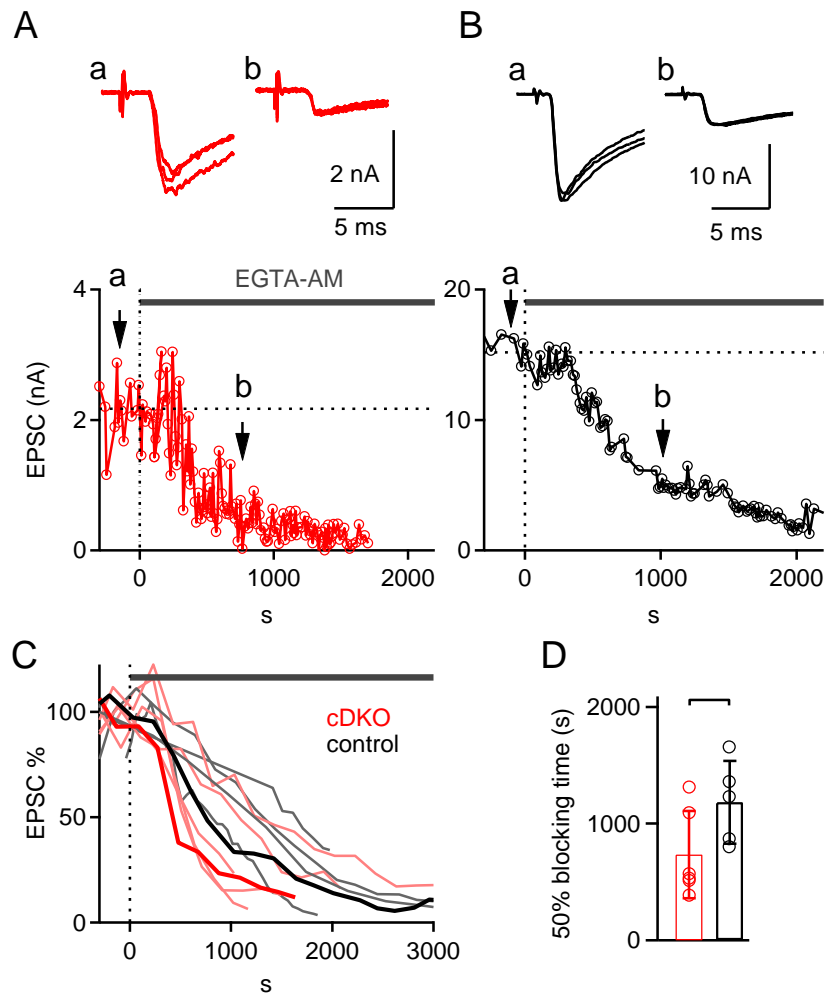 A
B
a
b
a
b
2 nA
5 ms
10 nA
5 ms
EGTA-AM
a
b
4
2
0
EPSC (nA)
0
1000
2000
s
a
b
20
10
0
0
1000
2000
s
C
cDKO
control
100
50
0
EPSC %
0
1000
2000
3000
s
D
2000
1000
0
50% blocking time (s)